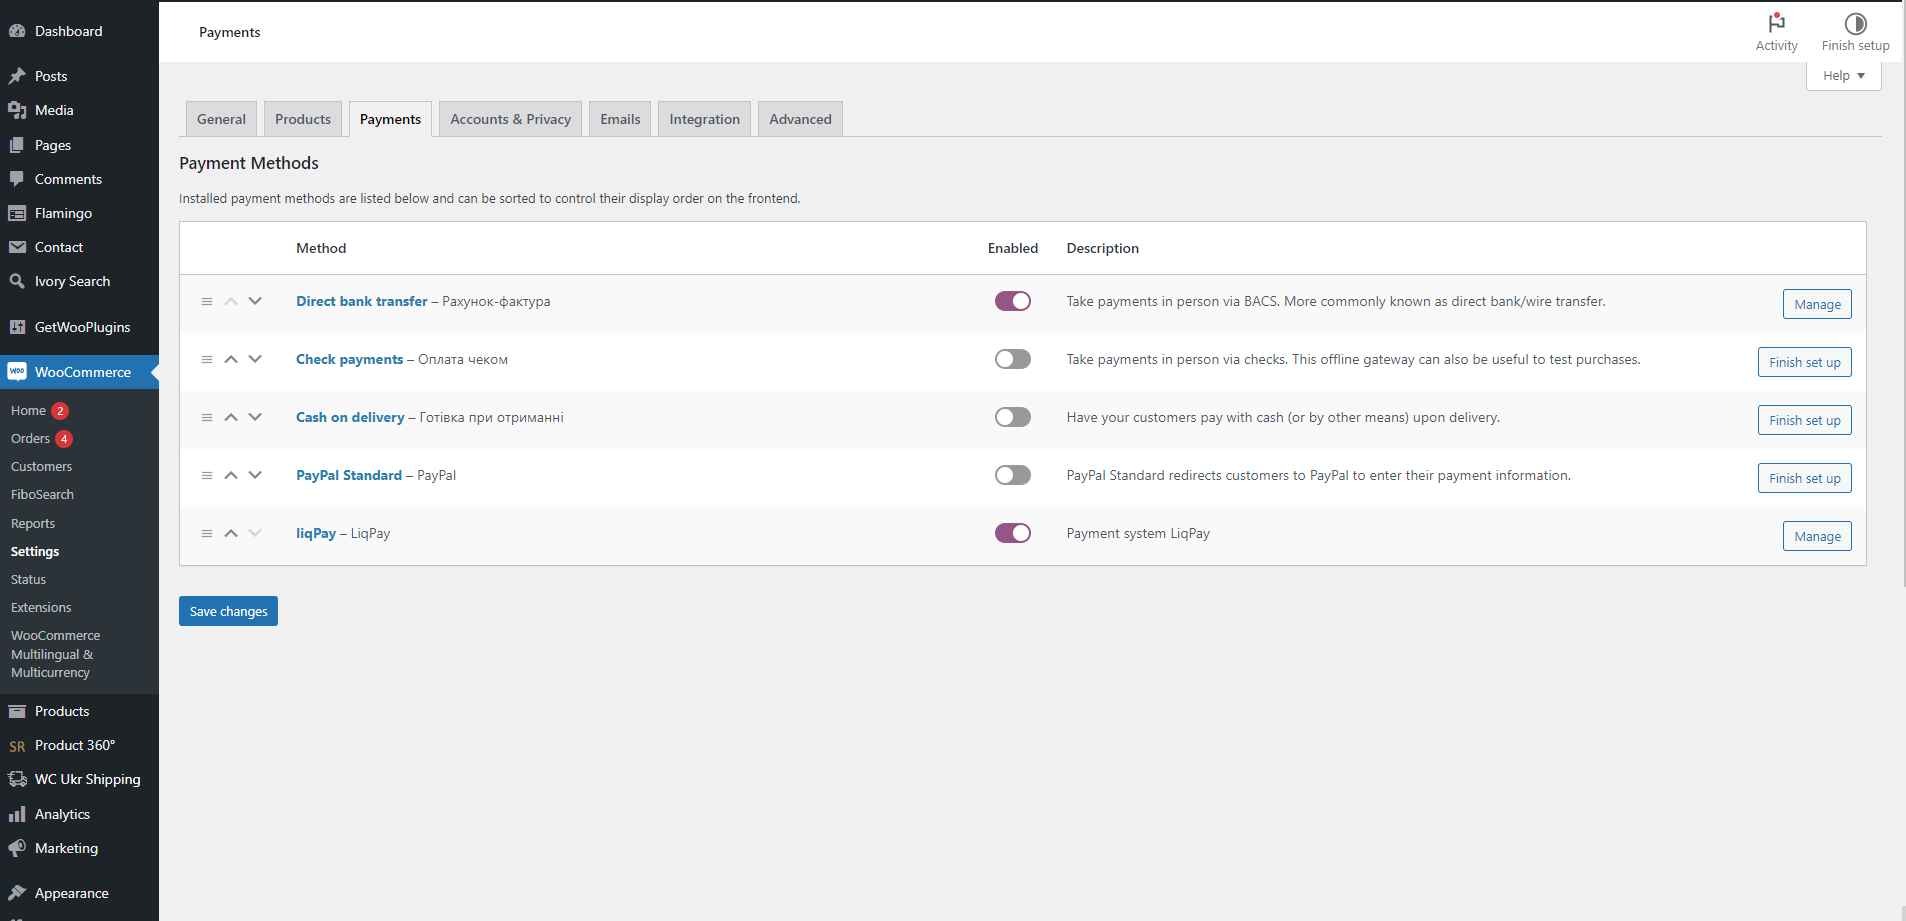 Dashboard
Posts
Media
Pages
Comments
Flamingo
Contact
Ivory Search
GetWooPlugins
Woo WooCommerce
Home 2
Orders 4
Customers
FiboSearch
Reports
Settings
Status
Extensions
WooCommerce
Multilingual &
Multicurrency
Products
SR Product 360°
WC Ukr Shipping
Analytics
Marketing
Appearance
Payments
Activity
Finish setup
Help
General
Products
Payments
Accounts & Privacy
Emails
Integration
Advanced
Payment Methods
Installed payment methods are listed below and can be sorted to control their display order on the frontend.
Method Enabled Description
Direct bank transfer – Рахунок-фактура Take payments in person via BACS. More commonly known as direct bank/wire transfer. Manage
Check payments – Оплата чеком Take payments in person via checks. This offline gateway can also be useful to test purchases. Finish set up
Cash on delivery – Готівка при отриманні Have your customers pay with cash (or by other means) upon delivery. Finish set up
PayPal Standard – PayPal PayPal Standard redirects customers to PayPal to enter their payment information. Finish set up
liqPay – LiqPay Payment system LiqPay Manage
Save changes